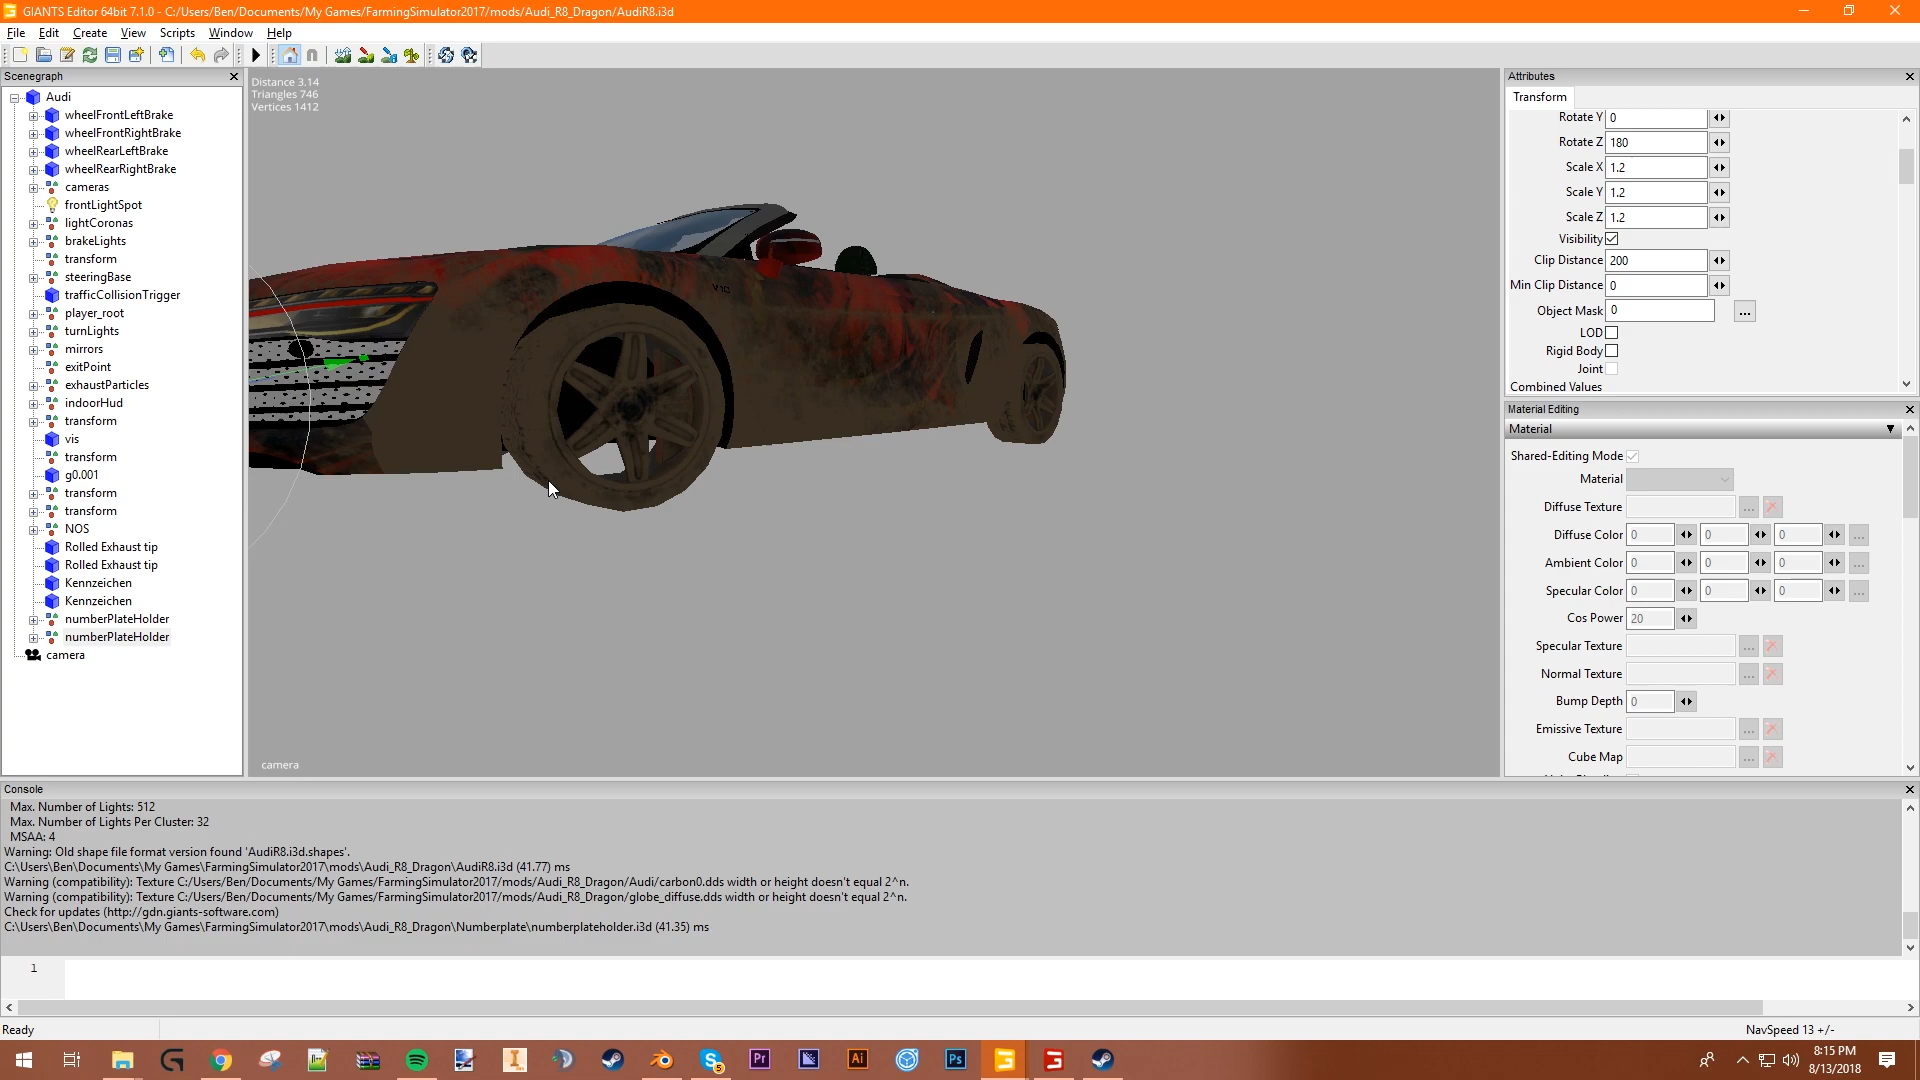 GIANTS Editor 64bit 7.1.0 - C:/Users/Ben/Documents/My Games/FarmingSimulator2017/mods/Audi_R8_Dragon/AudiR8.i3d
File Edit Create View Scripts Window Help
Scenegraph
Audi
wheelFrontLeftBrake
wheelFrontRightBrake
wheelRearLeftBrake
wheelRearRightBrake
cameras
frontLightSpot
lightCoronas
brakeLights
transform
steeringBase
trafficCollisionTrigger
player_root
turnLights
mirrors
exitPoint
exhaustParticles
indoorHud
transform
vis
transform
g0.001
transform
transform
NOS
Rolled Exhaust tip
Rolled Exhaust tip
Kennzeichen
Kennzeichen
numberPlateHolder
numberPlateHolder
camera
Distance 3.14
Triangles 746
Vertices 1412
V10
camera
Attributes
Transform
Rotate Y 0
Rotate Z 180
Scale X 1.2
Scale Y 1.2
Scale Z 1.2
Visibility
Clip Distance 200
Min Clip Distance 0
Object Mask 0 ...
LOD
Rigid Body
Joint
Combined Values
Material Editing
Material
Shared-Editing Mode
Material
Diffuse Texture ...
Diffuse Color 0 0 0 ...
Ambient Color 0 0 0 ...
Specular Color 0 0 0 ...
Cos Power 20
Specular Texture ...
Normal Texture ...
Bump Depth 0
Emissive Texture ...
Cube Map ...
Console
Max. Number of Lights: 512
Max. Number of Lights Per Cluster: 32
MSAA: 4
Warning: Old shape file format version found 'AudiR8.i3d.shapes'.
C:\Users\Ben\Documents\My Games\FarmingSimulator2017\mods\Audi_R8_Dragon\AudiR8.i3d (41.77) ms
Warning (compatibility): Texture C:/Users/Ben/Documents/My Games/FarmingSimulator2017/mods/Audi_R8_Dragon/Audi/carbon0.dds width or height doesn't equal 2^n.
Warning (compatibility): Texture C:/Users/Ben/Documents/My Games/FarmingSimulator2017/mods/Audi_R8_Dragon/globe_diffuse.dds width or height doesn't equal 2^n.
Check for updates (http://gdn.giants-software.com)
C:\Users\Ben\Documents\My Games\FarmingSimulator2017\mods\Audi_R8_Dragon\Numberplate\numberplateholder.i3d (41.35) ms
1
Ready
NavSpeed 13 +/-
5
Pr
Ai
Ps
8:15 PM
8/13/2018